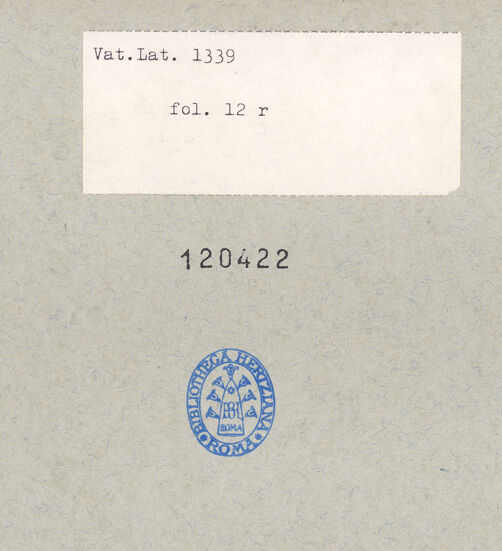 Vat.Lat. 1339
fol. 12 r
120422
BIBLIOTHECA HERTZIANA
BH
ROMA
ROMA